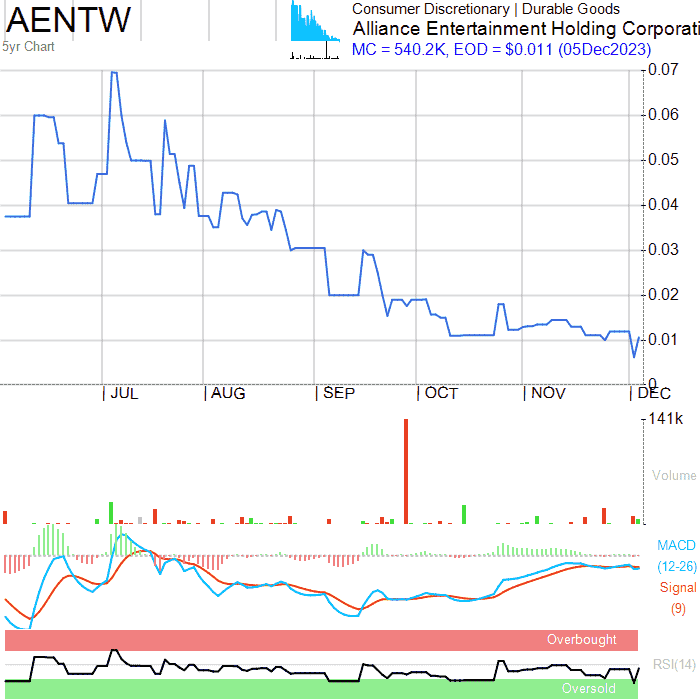 AENTW
5yr Chart
Consumer Discretionary | Durable Goods
Alliance Entertainment Holding Corporati
MC = 540.2K, EOD = $0.011 (05Dec2023)
0.07
0.06
0.05
0.04
0.03
0.02
0.01
0
| JUL | AUG | SEP | OCT | NOV | DEC
141k
Volume
MACD
(12-26)
Signal
(9)
Overbought
RSI(14)
Oversold